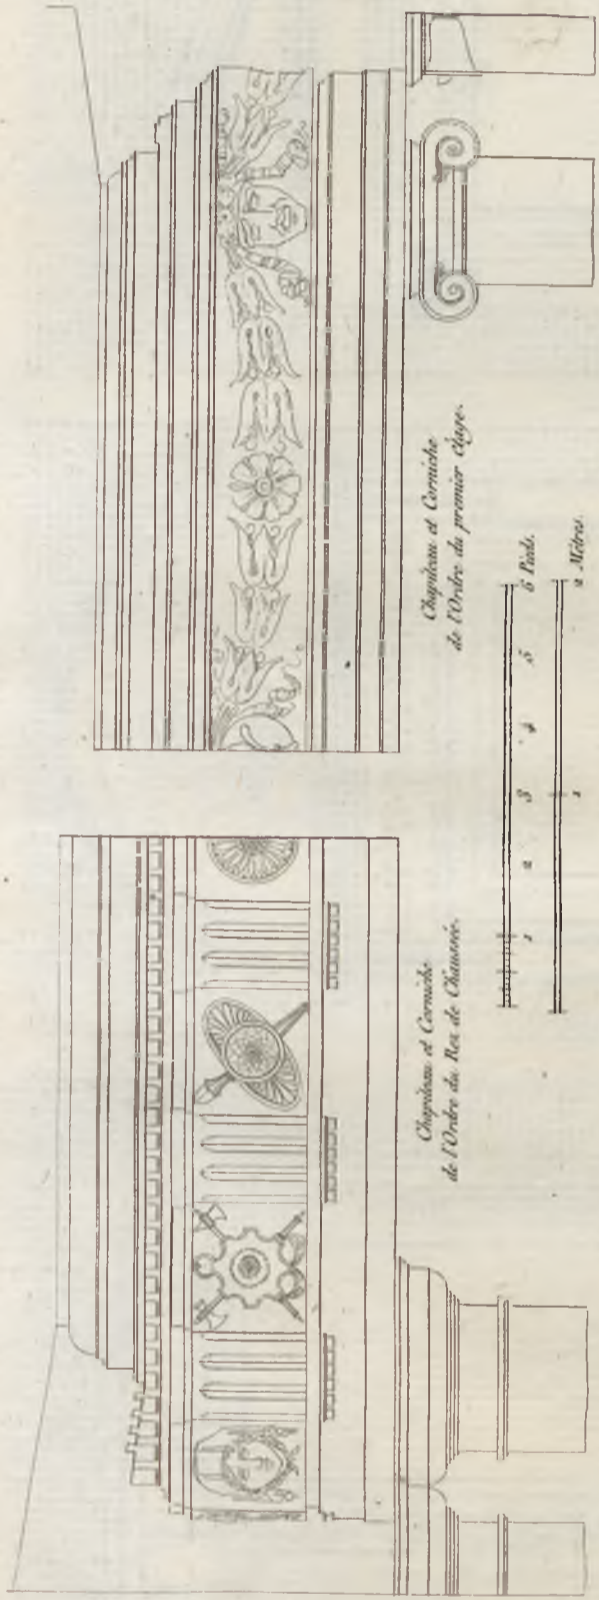 Chapiteau et Corniche
de l'Ordre du Rez de Chaussée.
Chapiteau et Corniche
de l'Ordre du premier étage.
1 2 3 4 5 6 Pieds.
1 2 Métres.